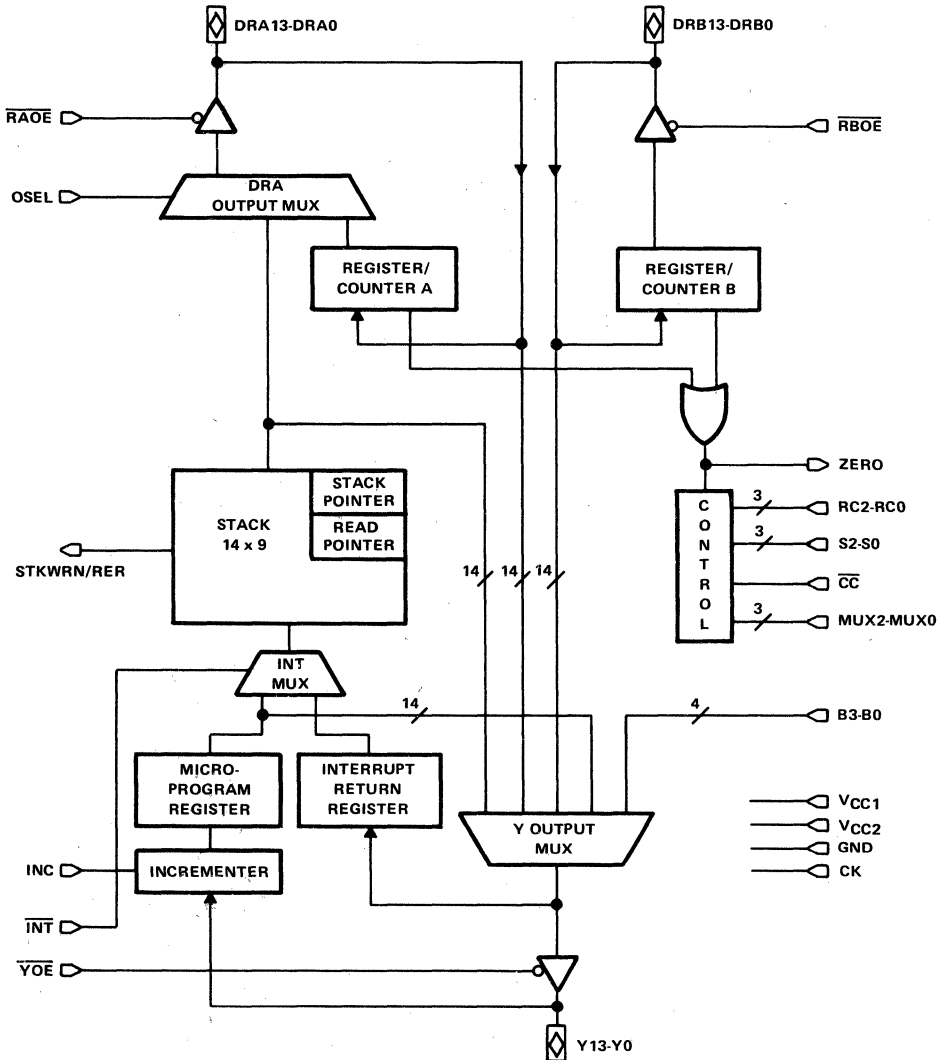 DRA13-DRA0
DRB13-DRB0
RAOE
RBOE
OSEL
DRA
OUTPUT MUX
REGISTER/
COUNTER A
REGISTER/
COUNTER B
ZERO
STACK
14 x 9
STACK
POINTER
READ
POINTER
STKWRN/RER
CONTROL
3
RC2-RC0
3
S2-S0
CC
3
MUX2-MUX0
14
14
14
INT
MUX
14
4
B3-B0
MICRO-
PROGRAM
REGISTER
INTERRUPT
RETURN
REGISTER
Y OUTPUT
MUX
VCC1
VCC2
GND
CK
INC
INCREMENTER
INT
YOE
Y13-Y0